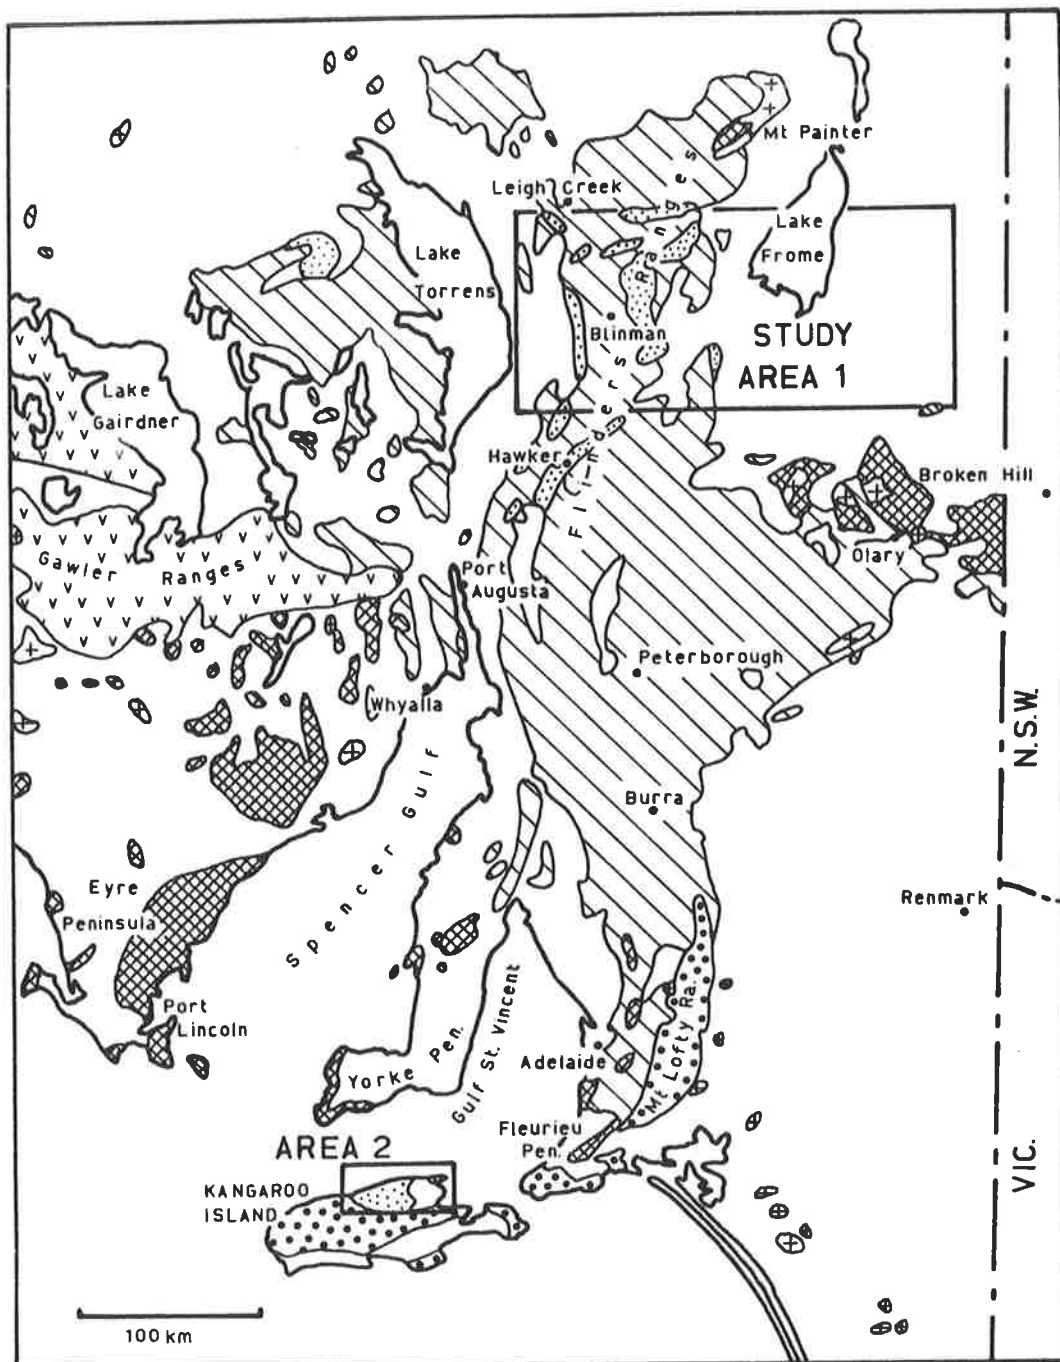 Mt Painter
Leigh Creek
Lake
Frome
Lake
Torrens
Flinders Ranges
Blinman
STUDY
AREA 1
Lake
Gairdner
Hawker
Broken Hill
Olary
Gawler Ranges
Port
Augusta
Peterborough
Whyalla
N.S.W.
Spencer Gulf
Burra
Eyre
Peninsula
Renmark
Port
Lincoln
Yorke Pen.
Gulf St. Vincent
Adelaide
Mt Lofty Ra.
Fleurieu
Pen.
AREA 2
KANGAROO
ISLAND
VIC.
100 km